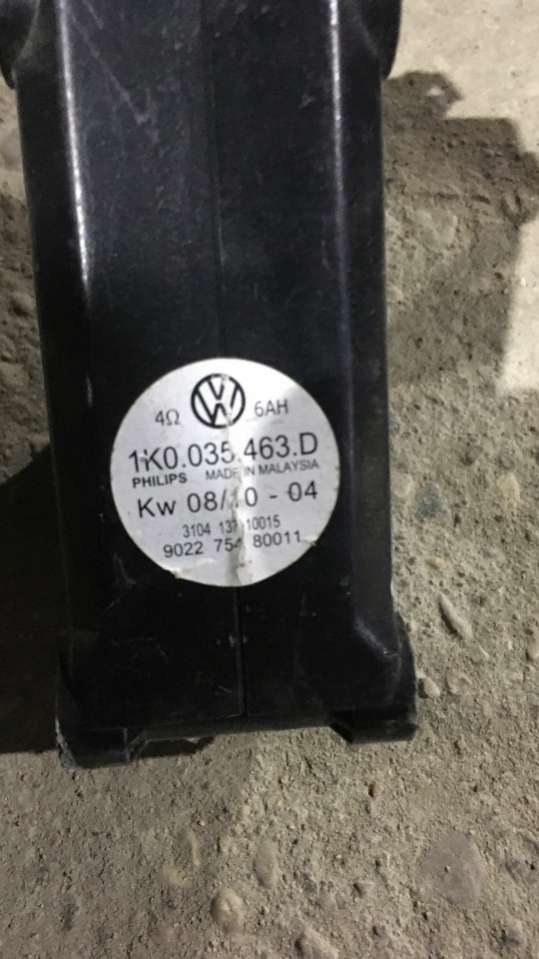 4Ω 6AH
1K0.035.463.D
PHILIPS MADE IN MALAYSIA
Kw 08/10 - 04
3104 137 10015
9022 754 80011